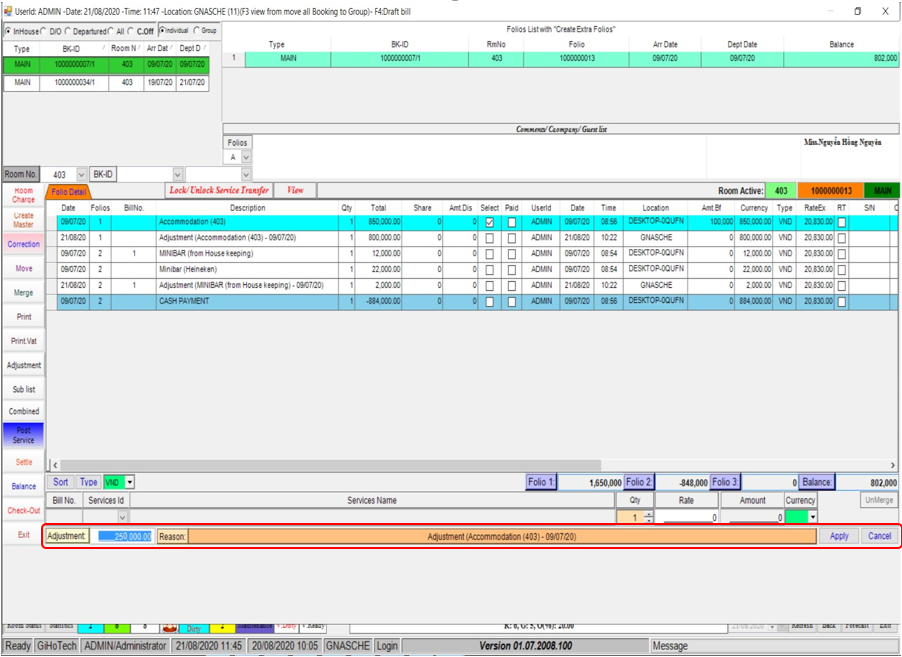 UserId: ADMIN -Date: 21/08/2020 -Time: 11:47 -Location: GNASCHE (11)(F3 view from move all Booking to Group)- F4:Draft bill
InHouse D/O Departured All C.Off Individual Group
Folios List with "Create Extra Folios"
Type BK-ID Room N Arr Dat Dept D
MAIN 1000000007/1 403 09/07/20 09/07/20
MAIN 1000000034/1 403 19/07/20 21/07/20
Type BK-ID RmNo Folio Arr Date Dept Date Balance
1 MAIN 1000000007/1 403 1000000013 09/07/20 09/07/20 802,000
Comments/ Caompany/ Guest list
Folios
A
Miss.Nguyễn Hồng Nguyên
Room No. 403 BK-ID
Room Charge
Create Master
Correction
Move
Merge
Print
Print.Vat
Adjustment
Sub list
Combined
Post Service
Settle
Balance
Check-Out
Exit
Folio Detail Lock/ Unlock Service Transfer View Room Active: 403 1000000013 MAIN
Date Folios BillNo. Description Qty Total Share Amt.Dis Select Paid UserId Date Time Location Amt.Bf Currency Type RateEx RT S/N C
09/07/20 1 Accommodation (403) 1 850,000.00 0 0 ADMIN 09/07/20 08:56 DESKTOP-0QUFN 100,000 850,000.00 VND 20,830.00
21/08/20 1 Adjustment (Accommodation (403) - 09/07/20) 1 800,000.00 0 0 ADMIN 21/08/20 10:22 GNASCHE 0 800,000.00 VND 20,830.00
09/07/20 2 1 MINIBAR (from House keeping) 1 12,000.00 0 0 ADMIN 09/07/20 08:54 DESKTOP-0QUFN 0 12,000.00 VND 20,830.00
09/07/20 2 Minibar (Heineken) 1 22,000.00 0 0 ADMIN 09/07/20 08:54 DESKTOP-0QUFN 0 22,000.00 VND 20,830.00
21/08/20 2 1 Adjustment (MINIBAR (from House keeping) - 09/07/20) 1 2,000.00 0 0 ADMIN 21/08/20 10:22 GNASCHE 0 2,000.00 VND 20,830.00
09/07/20 2 CASH PAYMENT 1 -884,000.00 0 0 ADMIN 09/07/20 08:56 DESKTOP-0QUFN 0 884,000.00 VND 20,830.00
Sort Type VND Folio 1: 1,650,000 Folio 2: -848,000 Folio 3: 0 Balance: 802,000
Bill No. Services Id Services Name Qty Rate Amount Currency UnMerge
1 0 0
Adjustment: 250,000.00 Reason: Adjustment (Accommodation (403) - 09/07/20) Apply Cancel
Dirty
Ready GiHoTech ADMIN/Administrator 21/08/2020 11:45 20/08/2020 10:05 GNASCHE Login Version 01.07.2008.100 Message